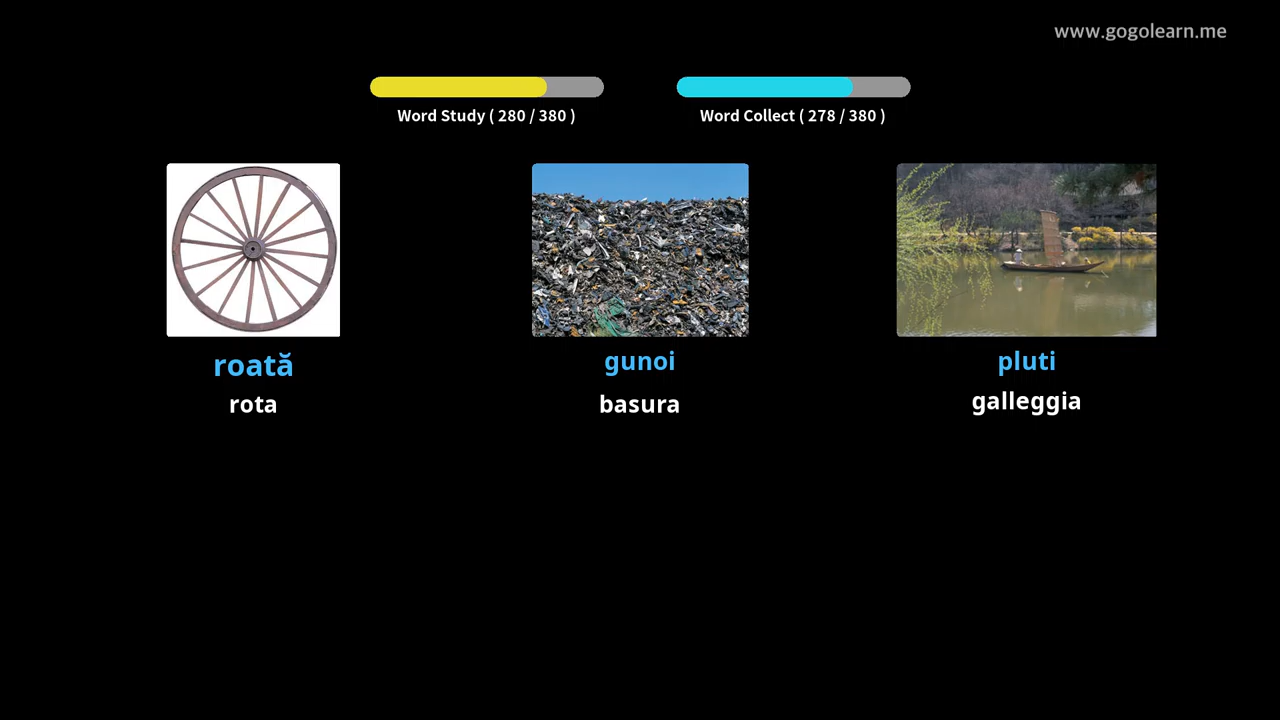 www.gogolearn.me
Word Study ( 280 / 380 )
Word Collect ( 278 / 380 )
roată
rota
gunoi
basura
pluti
galleggia